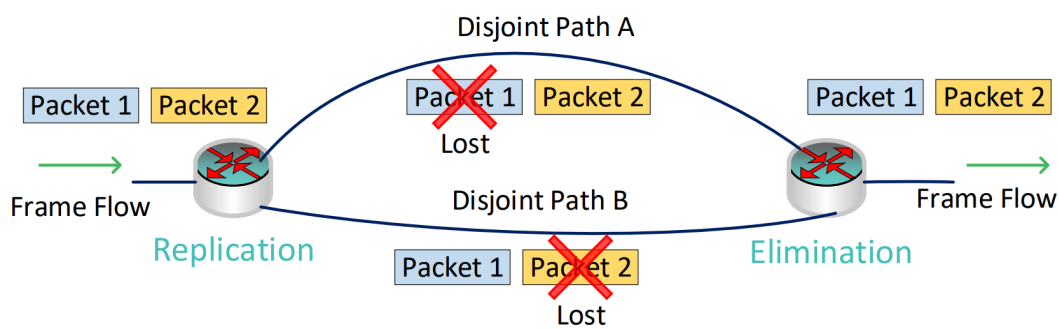 Disjoint Path A
Packet 1 Packet 2
Packet 1 Packet 2
Packet 1 Packet 2
Lost
Frame Flow
Disjoint Path B
Frame Flow
Replication
Elimination
Packet 1 Packet 2
Lost